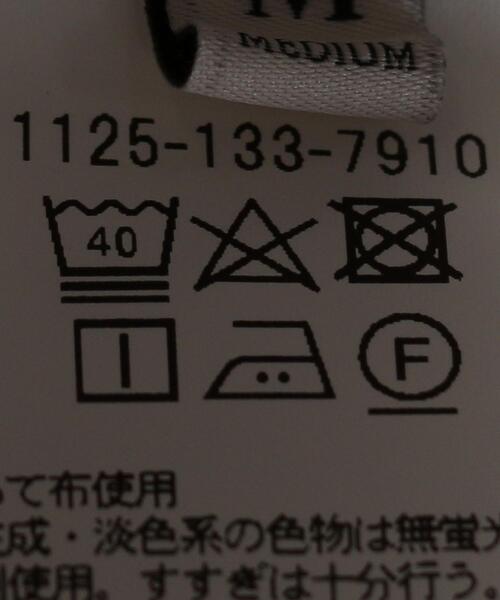 M
MEDIUM
1125-133-7910
40
F
て布使用
成・淡色系の色物は無蛍光
使用。すすぎは十分行う。